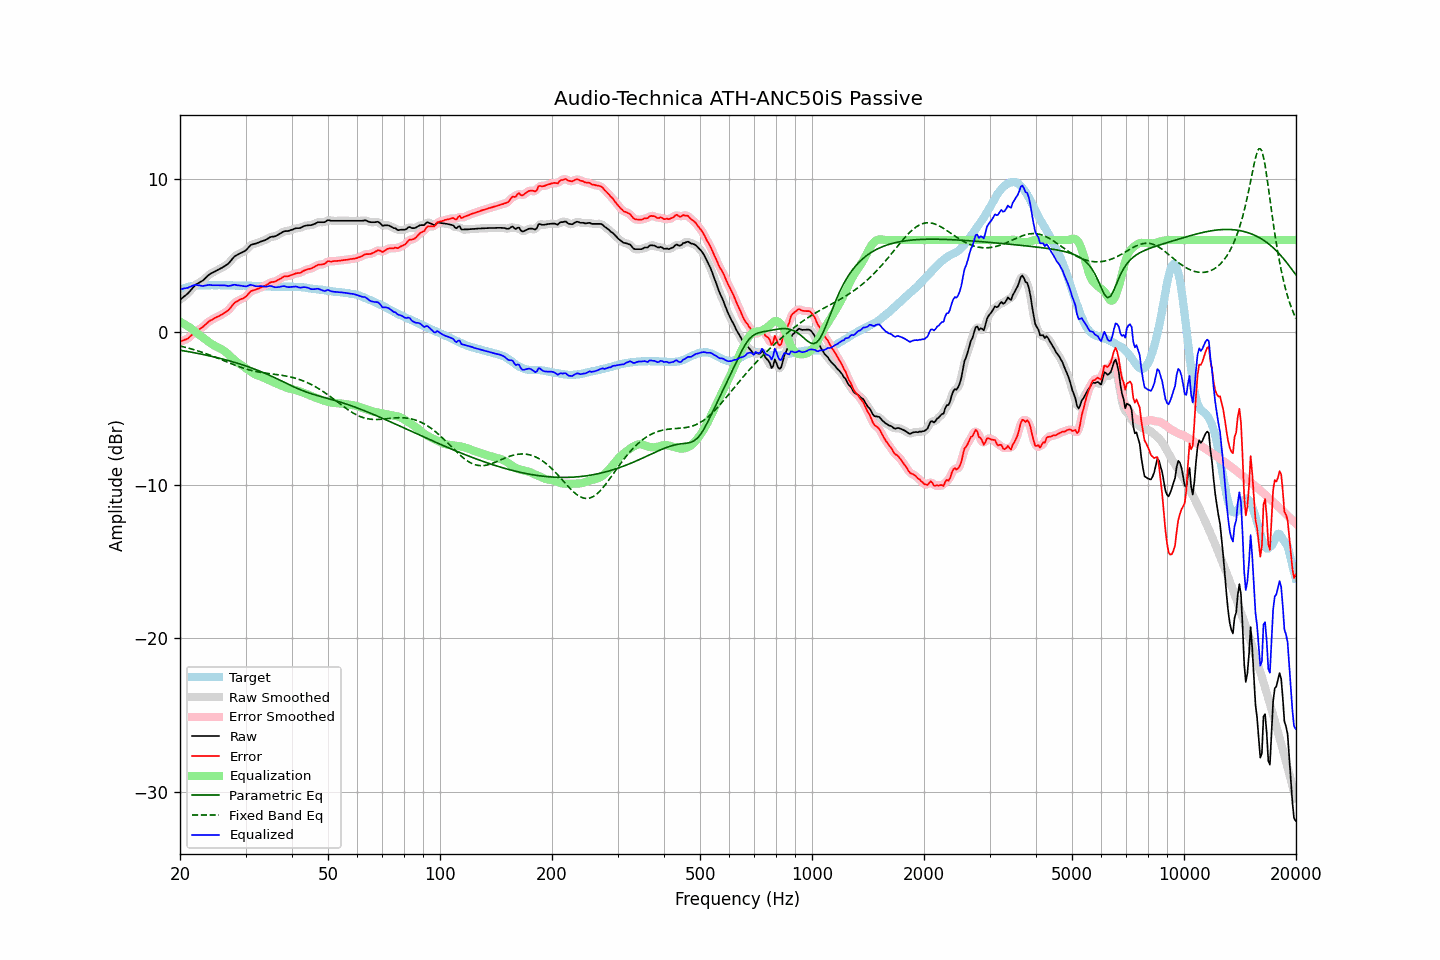 Audio-Technica ATH-ANC50iS Passive
Amplitude (dBr)
10
0
−10
−20
−30
Target
Raw Smoothed
Error Smoothed
Raw
Error
Equalization
Parametric Eq
Fixed Band Eq
Equalized
20 50 100 200 500 1000 2000 5000 10000 20000
Frequency (Hz)